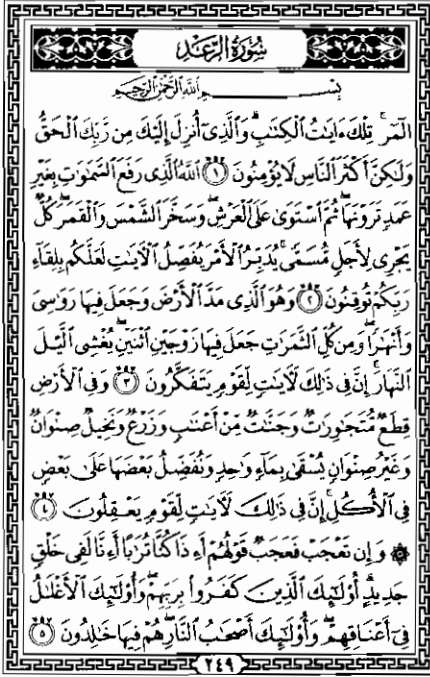 سُورَةُ الرَّعۡدِ
بِسۡمِ ٱللَّهِ ٱلرَّحۡمَٰنِ ٱلرَّحِيمِ
الٓمٓرۚ تِلۡكَ ءَايَٰتُ ٱلۡكِتَٰبِۗ وَٱلَّذِيٓ أُنزِلَ إِلَيۡكَ مِن رَّبِّكَ ٱلۡحَقُّ
وَلَٰكِنَّ أَكۡثَرَ ٱلنَّاسِ لَا يُؤۡمِنُونَ ١ ٱللَّهُ ٱلَّذِي رَفَعَ ٱلسَّمَٰوَٰتِ بِغَيۡرِ
عَمَدٖ تَرَوۡنَهَاۖ ثُمَّ ٱسۡتَوَىٰ عَلَى ٱلۡعَرۡشِۖ وَسَخَّرَ ٱلشَّمۡسَ وَٱلۡقَمَرَۖ كُلّٞ
يَجۡرِي لِأَجَلٖ مُّسَمّٗىۚ يُدَبِّرُ ٱلۡأَمۡرَ يُفَصِّلُ ٱلۡأٓيَٰتِ لَعَلَّكُم بِلِقَآءِ
رَبِّكُمۡ تُوقِنُونَ ٢ وَهُوَ ٱلَّذِي مَدَّ ٱلۡأَرۡضَ وَجَعَلَ فِيهَا رَوَٰسِيَ
وَأَنۡهَٰرٗاۖ وَمِن كُلِّ ٱلثَّمَرَٰتِ جَعَلَ فِيهَا زَوۡجَيۡنِ ٱثۡنَيۡنِۖ يُغۡشِي ٱلَّيۡلَ
ٱلنَّهَارَۚ إِنَّ فِي ذَٰلِكَ لَأٓيَٰتٖ لِّقَوۡمٖ يَتَفَكَّرُونَ ٣ وَفِي ٱلۡأَرۡضِ
قِطَعٞ مُّتَجَٰوِرَٰتٞ وَجَنَّٰتٞ مِّنۡ أَعۡنَٰبٖ وَزَرۡعٞ وَنَخِيلٞ صِنۡوَانٞ
وَغَيۡرُ صِنۡوَانٖ يُسۡقَىٰ بِمَآءٖ وَٰحِدٖ وَنُفَضِّلُ بَعۡضَهَا عَلَىٰ بَعۡضٖ
فِي ٱلۡأُكُلِۚ إِنَّ فِي ذَٰلِكَ لَأٓيَٰتٖ لِّقَوۡمٖ يَعۡقِلُونَ ٤
۞ وَإِن تَعۡجَبۡ فَعَجَبٞ قَوۡلُهُمۡ أَءِذَا كُنَّا تُرَٰبًا أَءِنَّا لَفِي خَلۡقٖ
جَدِيدٍۗ أُوْلَٰٓئِكَ ٱلَّذِينَ كَفَرُواْ بِرَبِّهِمۡۖ وَأُوْلَٰٓئِكَ ٱلۡأَغۡلَٰلُ
فِيٓ أَعۡنَاقِهِمۡۖ وَأُوْلَٰٓئِكَ أَصۡحَٰبُ ٱلنَّارِۖ هُمۡ فِيهَا خَٰلِدُونَ ٥
٢٤٩